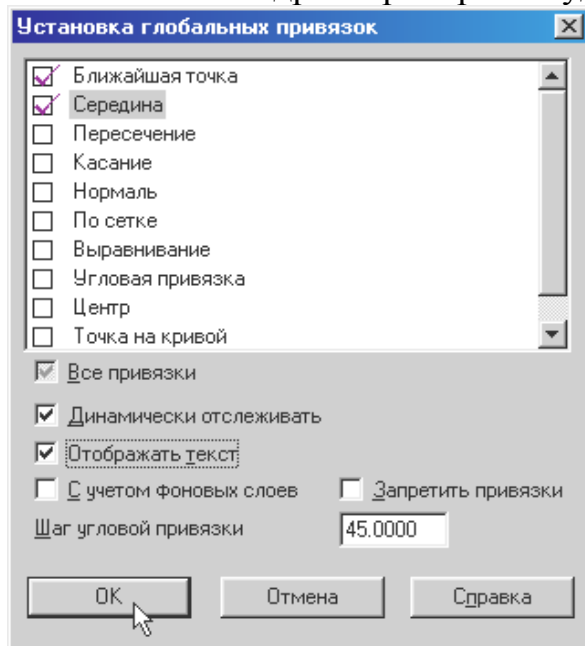 Установка глобальных привязок
Ближайшая точка
Середина
Пересечение
Касание
Нормаль
По сетке
Выравнивание
Угловая привязка
Центр
Точка на кривой
Все привязки
Динамически отслеживать
Отображать текст
С учетом фоновых слоев Запретить привязки
Шаг угловой привязки 45.0000
OK Отмена Справка